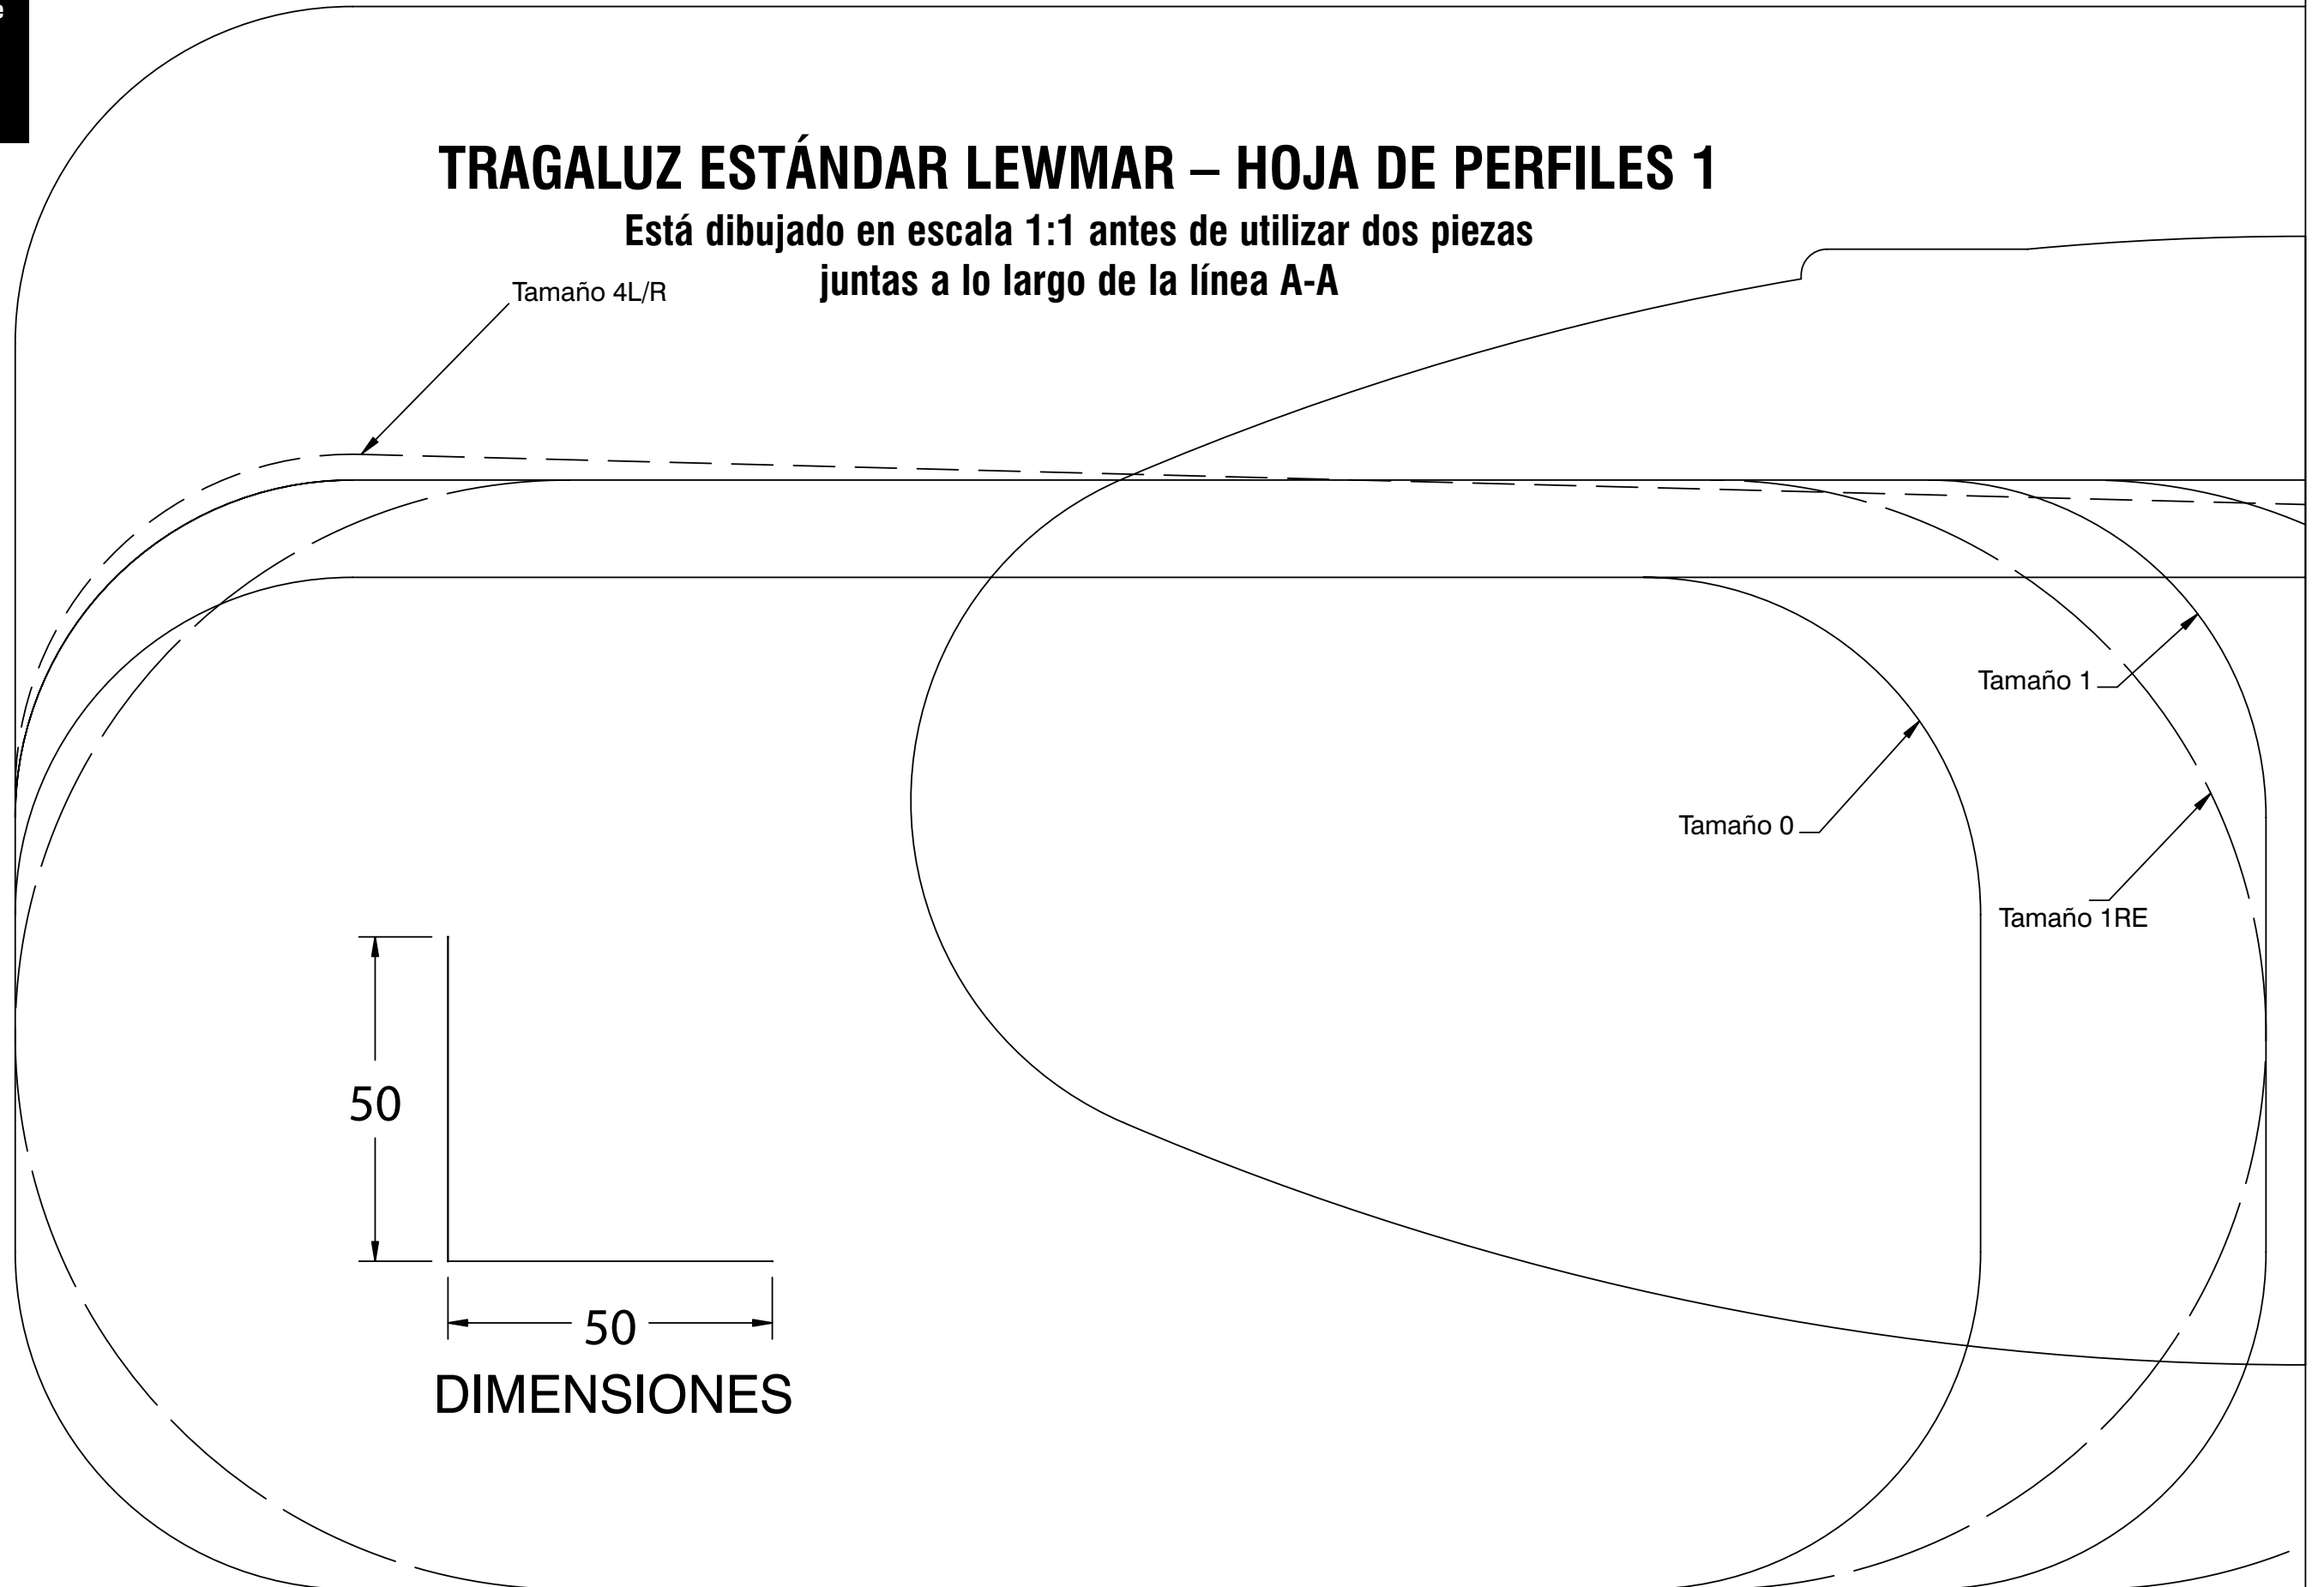 TRAGALUZ ESTÁNDAR LEWMAR – HOJA DE PERFILES 1
Está dibujado en escala 1:1 antes de utilizar dos piezas
juntas a lo largo de la línea A-A
Tamaño 4L/R
Tamaño 1
Tamaño 0
Tamaño 1RE
50
50
DIMENSIONES